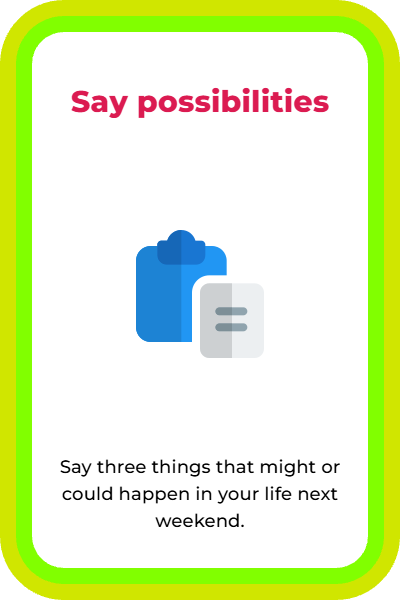 Say possibilities
Say three things that might or
could happen in your life next
weekend.